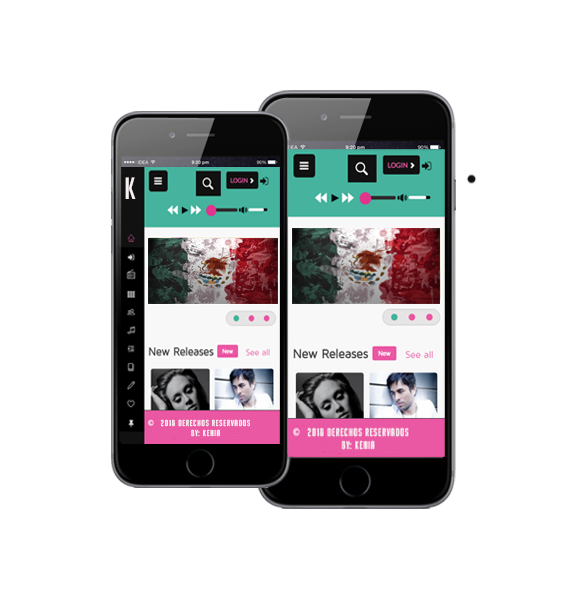 IDEA
9:20 pm
90%
K
LOGIN
New Releases
New
See all
© 2018 DERECHOS RESERVADOS
BY: KENIA
IDEA
9:20 pm
90%
LOGIN
New Releases
New
See all
© 2018 DERECHOS RESERVADOS
BY: KENIA